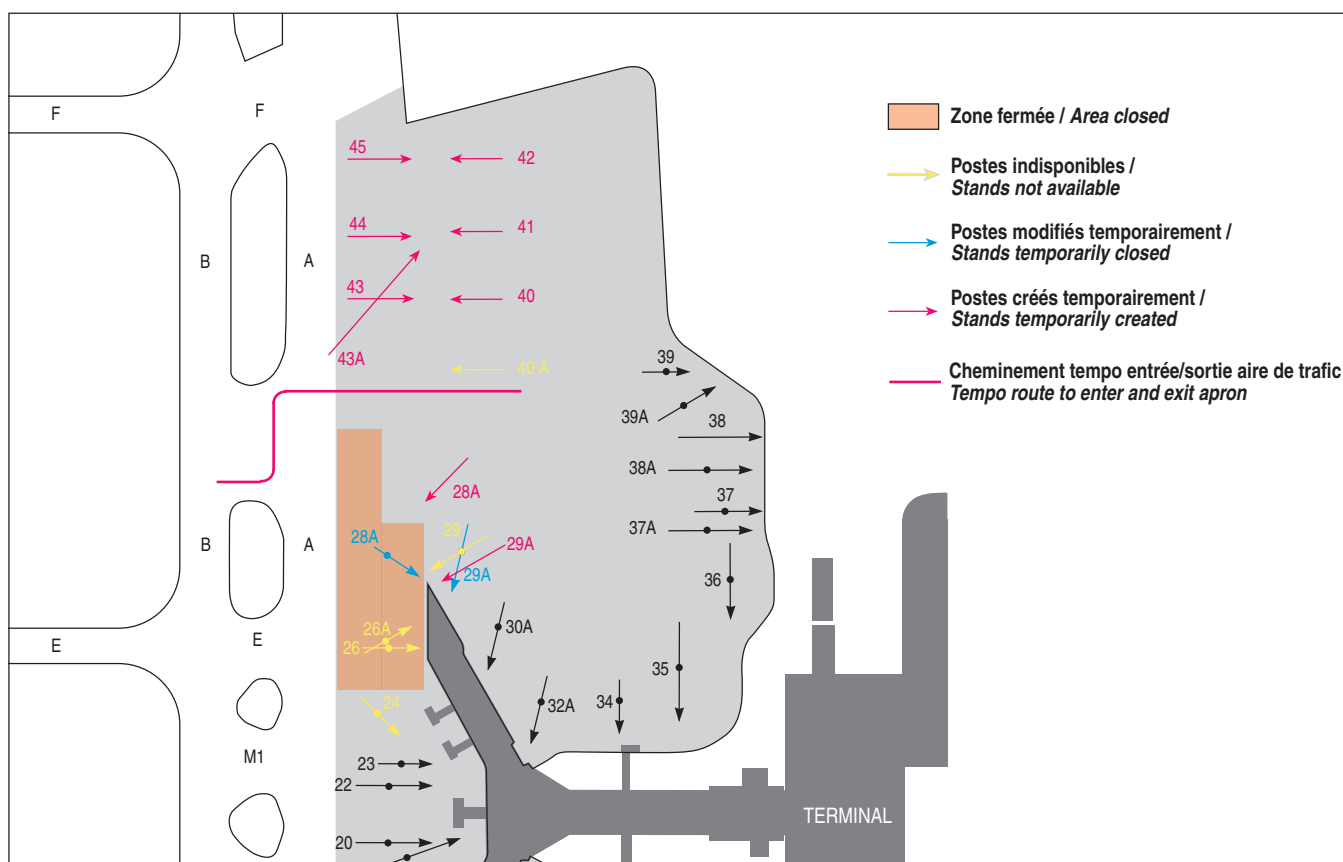 F
F
45
42
44
41
B
A
43
40
43A
40 A
39
39A
38
38A
28A
37
37A
B
A
28A
29
29A
29A
36
26A
30A
E
E
26
35
24
32A
34
M1
23
22
20
TERMINAL
Zone fermée / Area closed
Postes indisponibles /
Stands not available
Postes modifiés temporairement /
Stands temporarily closed
Postes créés temporairement /
Stands temporarily created
Cheminement tempo entrée/sortie aire de trafic
Tempo route to enter and exit apron